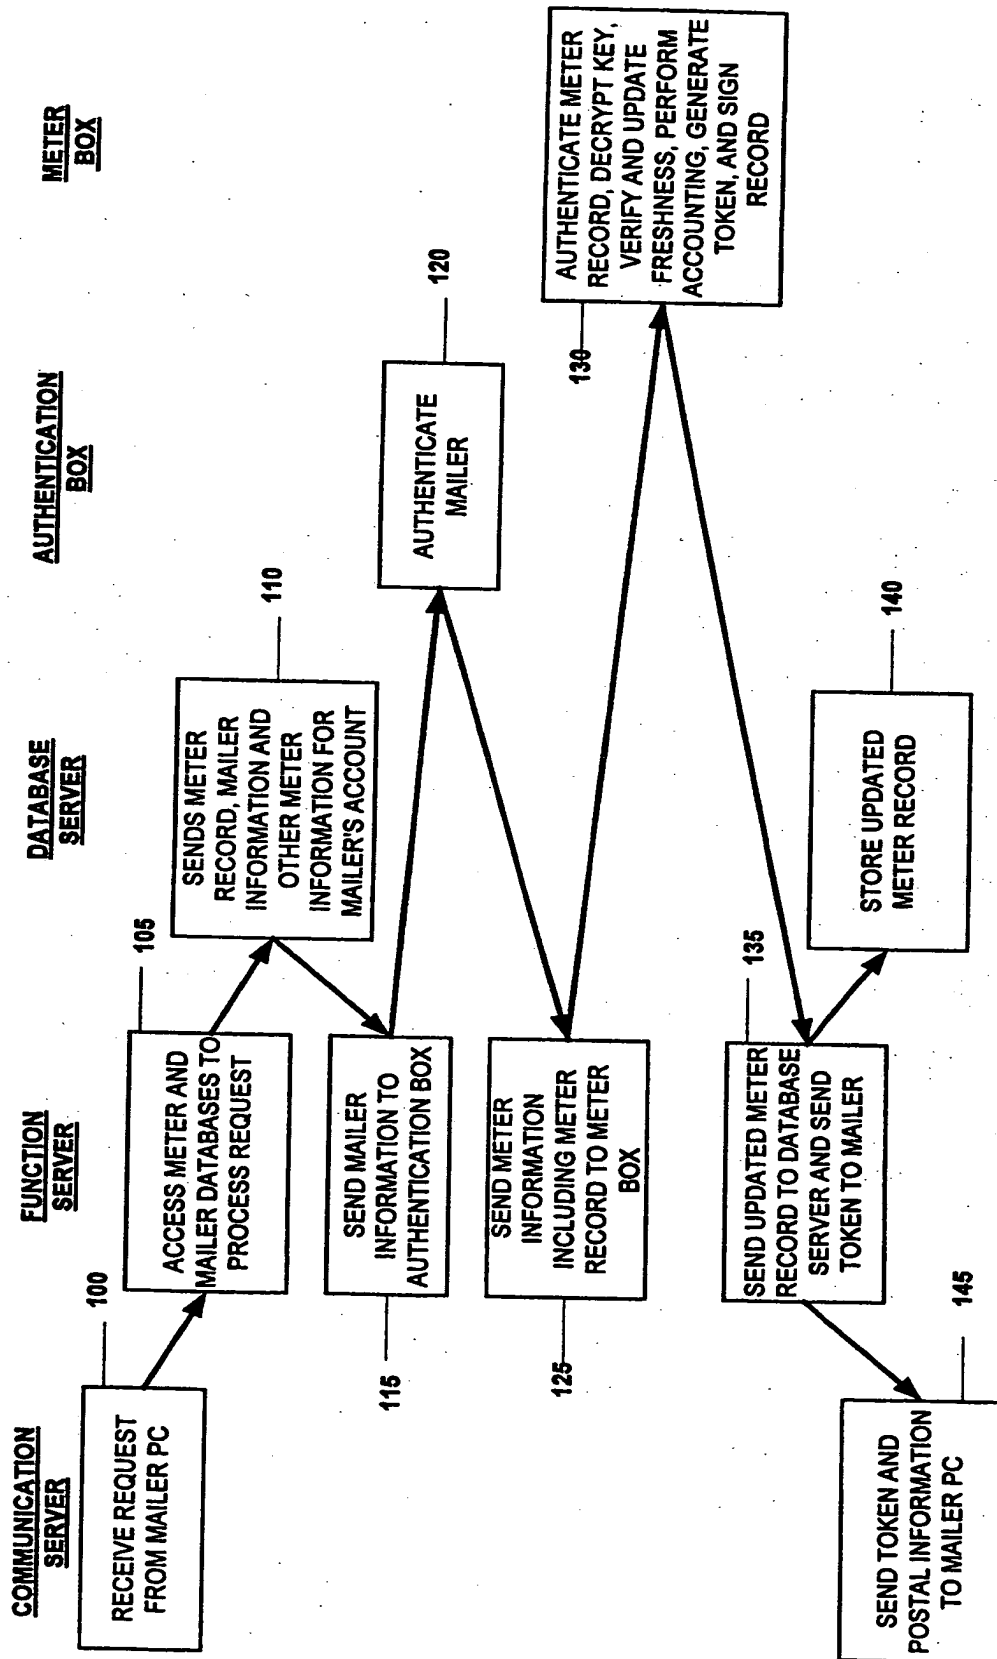 COMMUNICATION
SERVER
FUNCTION
SERVER
DATABASE
SERVER
AUTHENTICATION
BOX
METER
BOX
100
RECEIVE REQUEST
FROM MAILER PC
105
ACCESS METER AND
MAILER DATABASES TO
PROCESS REQUEST
110
SENDS METER
RECORD, MAILER
INFORMATION AND
OTHER METER
INFORMATION FOR
MAILER'S ACCOUNT
115
SEND MAILER
INFORMATION TO
AUTHENTICATION BOX
120
AUTHENTICATE
MAILER
125
SEND METER
INFORMATION
INCLUDING METER
RECORD TO METER
BOX
130
AUTHENTICATE METER
RECORD, DECRYPT KEY,
VERIFY AND UPDATE
FRESHNESS, PERFORM
ACCOUNTING, GENERATE
TOKEN, AND SIGN
RECORD
135
SEND UPDATED METER
RECORD TO DATABASE
SERVER AND SEND
TOKEN TO MAILER
140
STORE UPDATED
METER RECORD
145
SEND TOKEN AND
POSTAL INFORMATION
TO MAILER PC